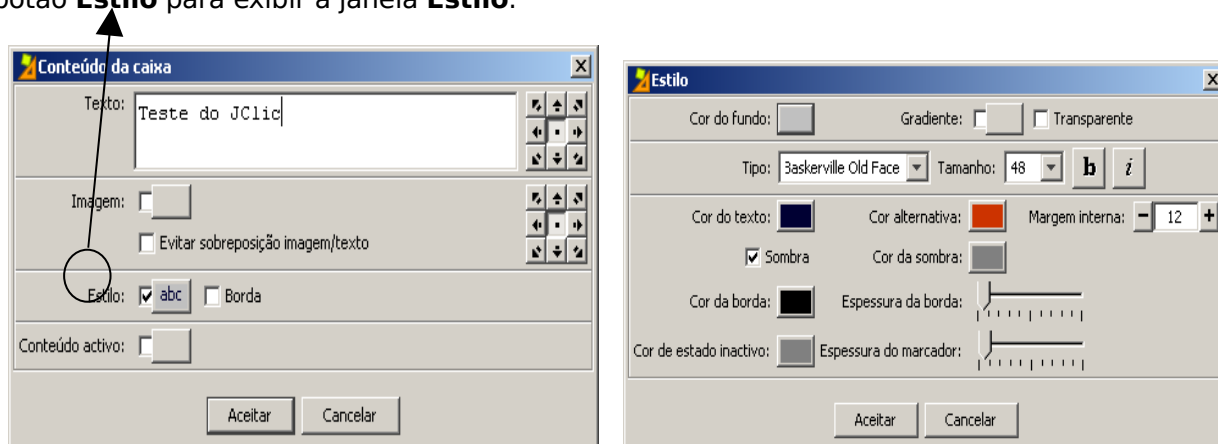 botão Estilo para exibir a janela Estilo.
Conteúdo da caixa
Texto: Teste do JClic
Imagem:
Evitar sobreposição imagem/texto
Estilo: abc Borda
Conteúdo activo:
Aceitar Cancelar
Estilo
Cor do fundo: Gradiente: Transparente
Tipo: Baskerville Old Face Tamanho: 48 b i
Cor do texto: Cor alternativa: Margem interna: - 12 +
Sombra Cor da sombra:
Cor da borda: Espessura da borda:
Cor de estado inactivo: Espessura do marcador:
Aceitar Cancelar